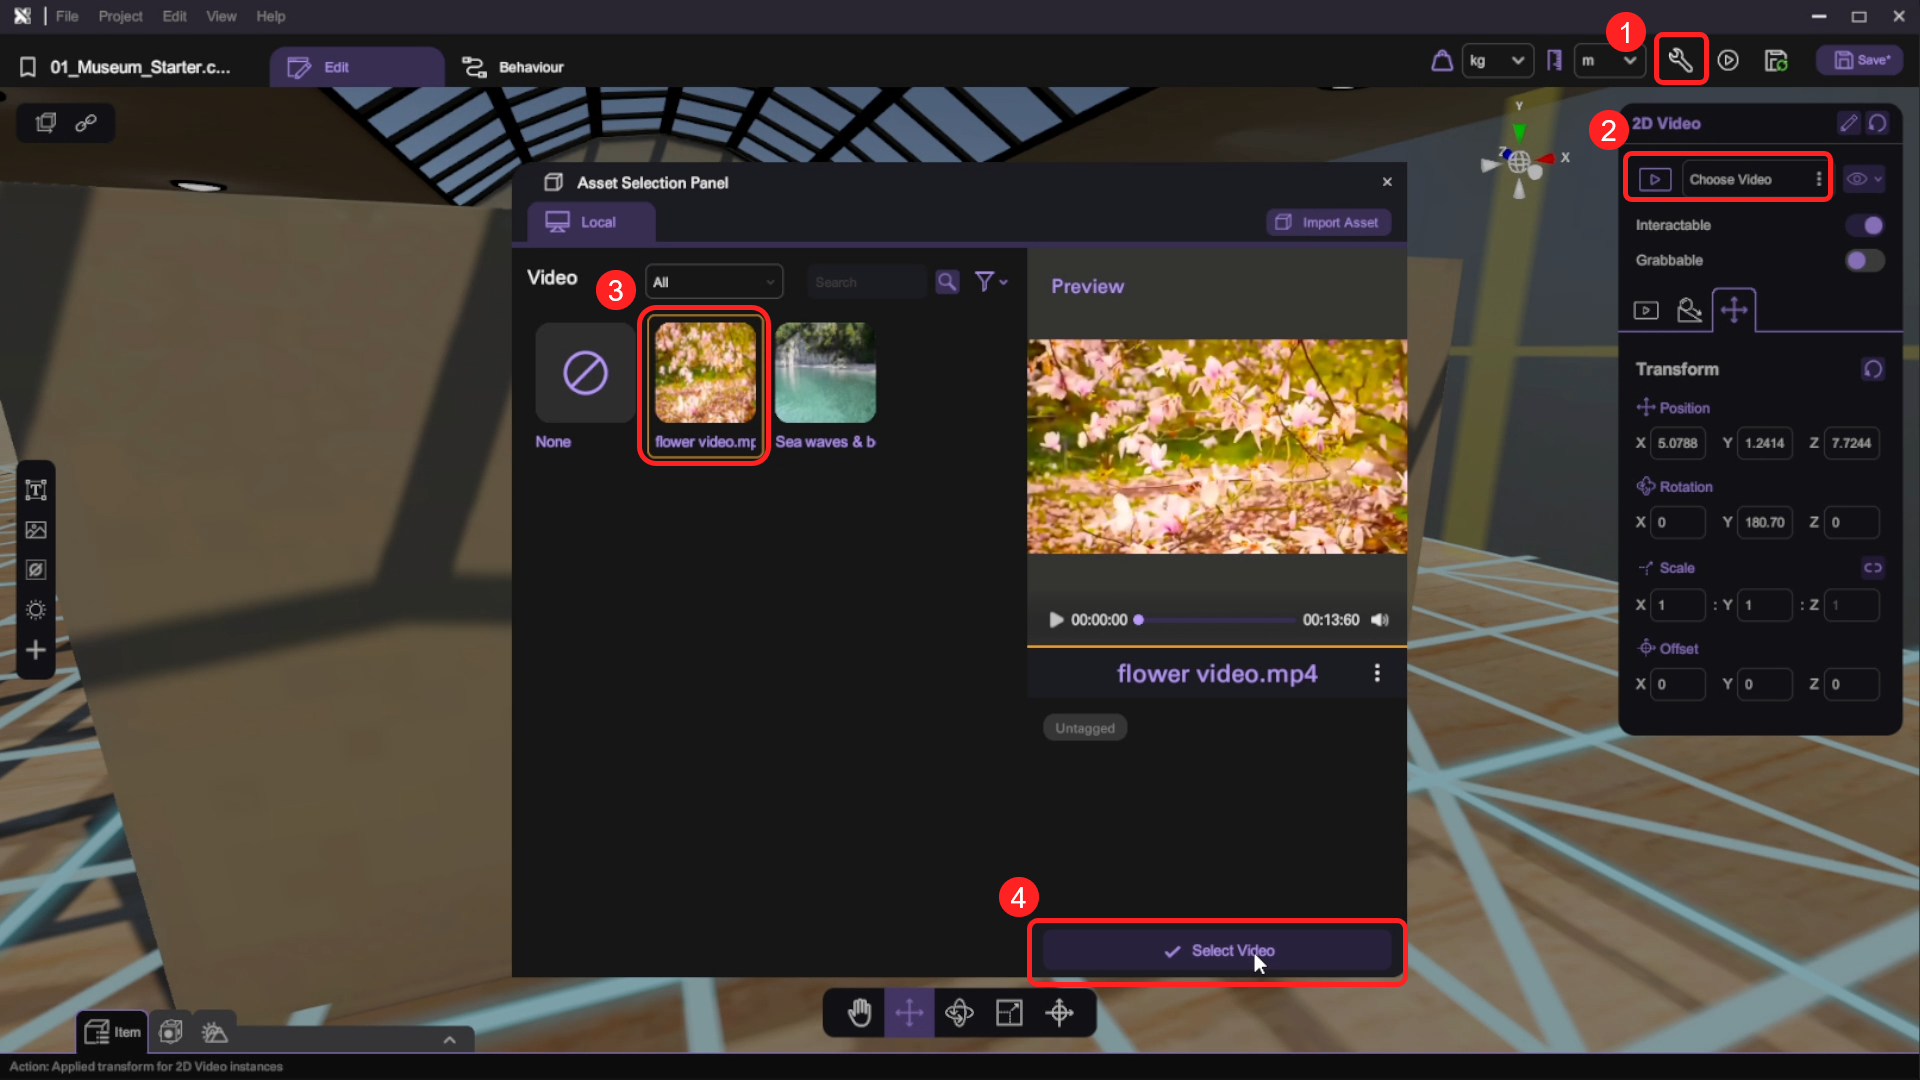 File Project Edit View Help
1
01_Museum_Starter.c... Edit Behaviour kg m Save*
2
2D Video
Choose Video
Interactable
Grabbable
Transform
Position
X 5.0788 Y 1.2414 Z 7.7244
Rotation
X 0 Y 180.70 Z 0
Scale
X 1 : Y 1 : Z 1
Offset
X 0 Y 0 Z 0
Y
Z
X
Asset Selection Panel
Local Import Asset
Video 3 All Search
None flower video.mp Sea waves & b
Preview
00:00:00 00:13:60
flower video.mp4
Untagged
4
Select Video
Item
Action: Applied transform for 2D Video instances